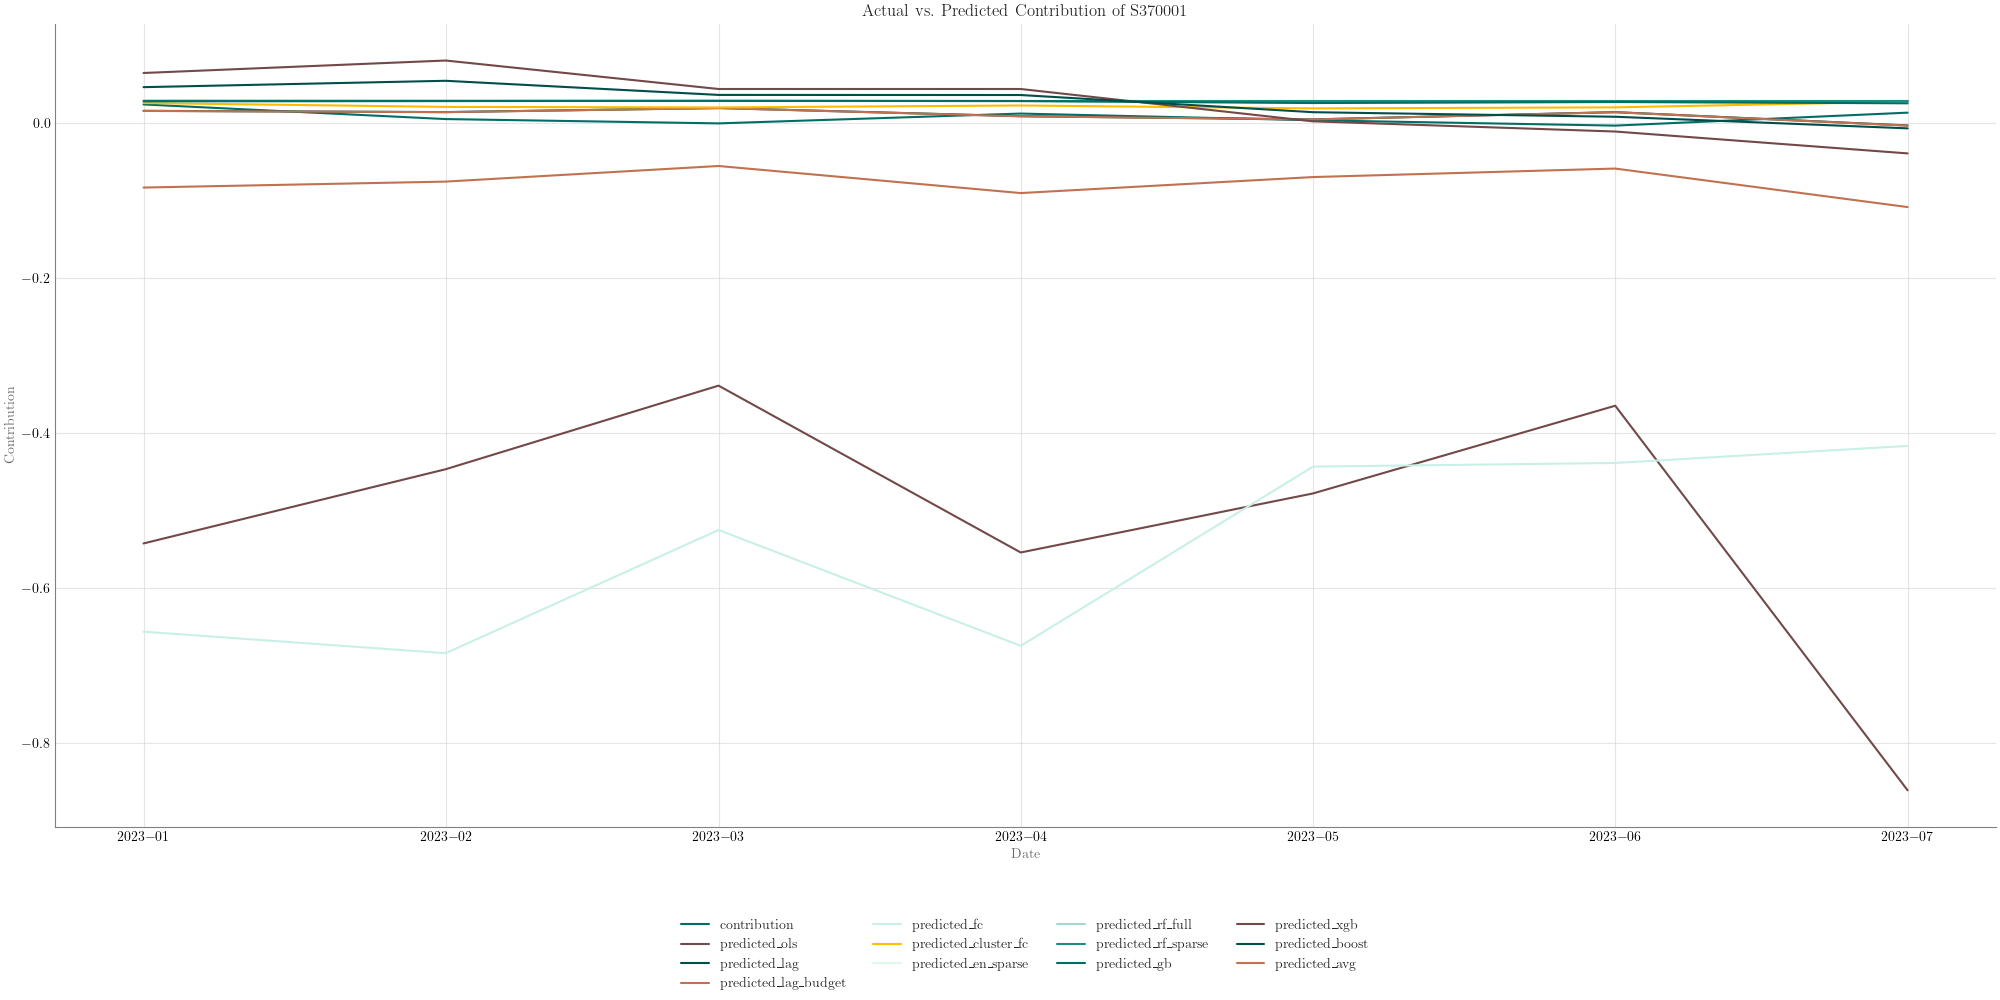 Actual vs. Predicted Contribution of S370001
Contribution
0.0
−0.2
−0.4
−0.6
−0.8
2023−01
2023−02
2023−03
2023−04
2023−05
2023−06
2023−07
Date
contribution
predicted_ols
predicted_lag
predicted_lag_budget
predicted_fc
predicted_cluster_fc
predicted_en_sparse
predicted_rf_full
predicted_rf_sparse
predicted_gb
predicted_xgb
predicted_boost
predicted_avg